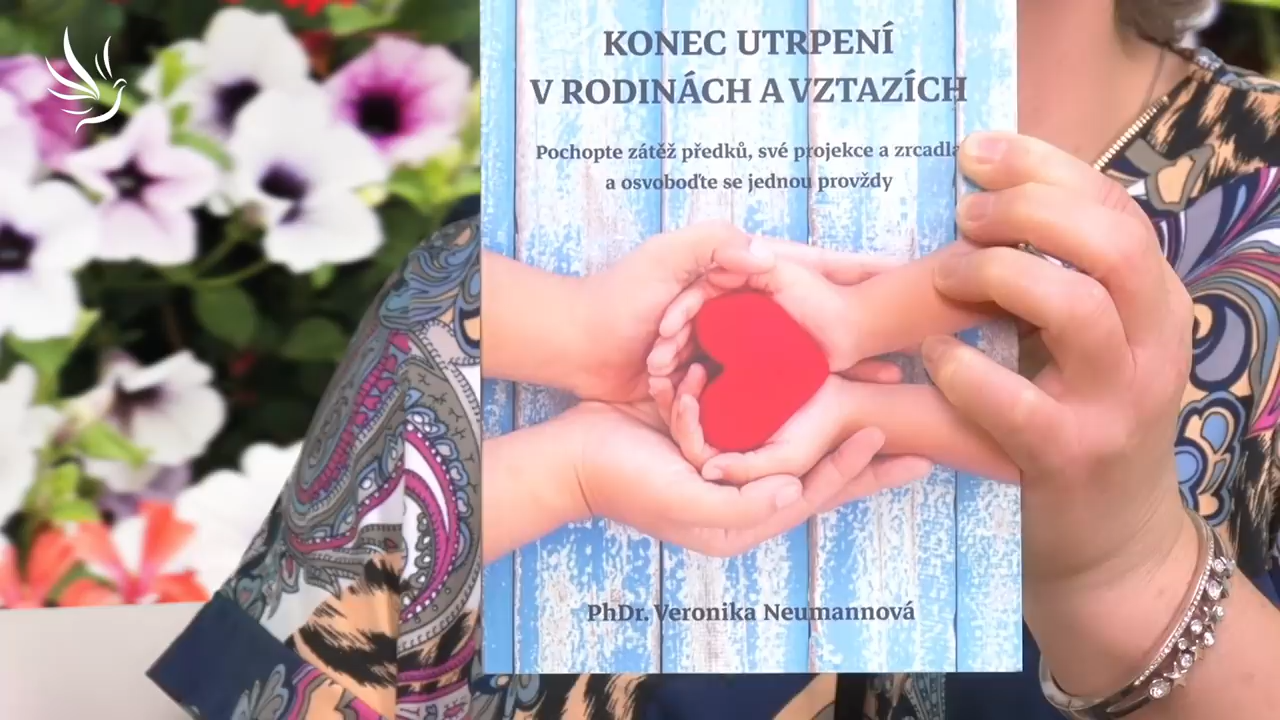 KONEC UTRPENÍ
V RODINÁCH A VZTAZÍCH
Pochopte zátěž předků, své projekce a zrcadla
a osvoboďte se jednou provždy
PhDr. Veronika Neumannová